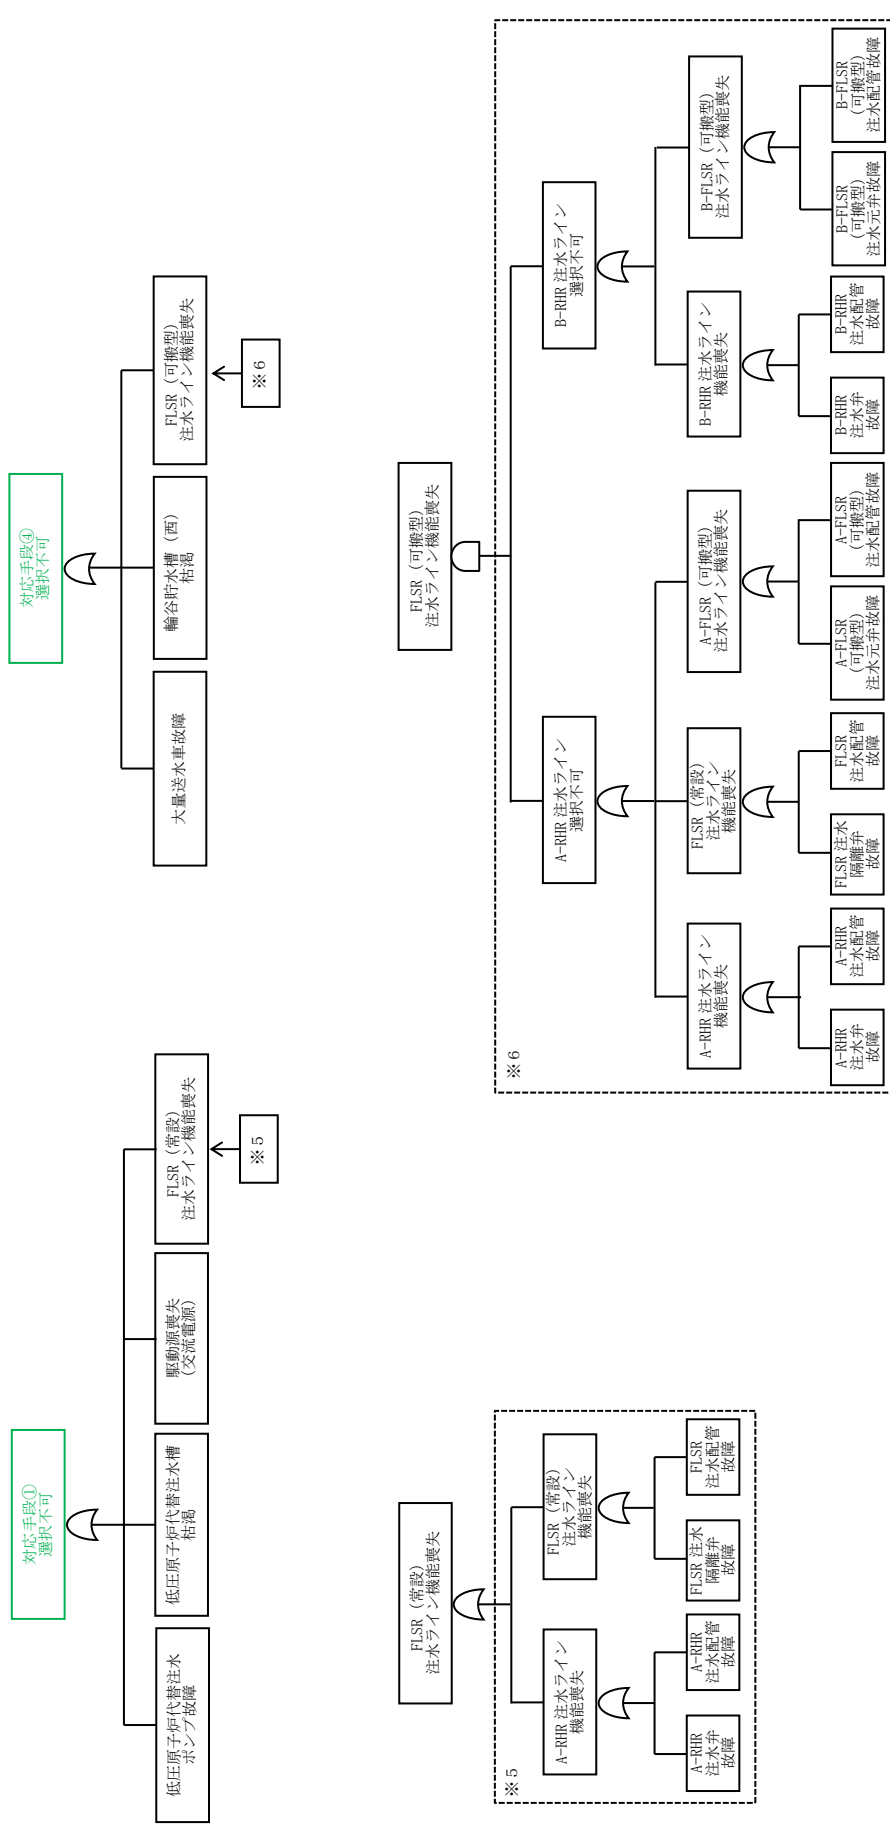 対応手段①
選択不可
低圧原子炉代替注水
ポンプ故障
低圧原子炉代替注水槽
枯渇
駆動源喪失
(交流電源)
FLSR（常設）
注水ライン機能喪失
※5
対応手段④
選択不可
大量送水車故障
輪谷貯水槽（西）
枯渇
FLSR（可搬型）
注水ライン機能喪失
※6
FLSR（常設）
注水ライン機能喪失
※5
A-RHR 注水ライン
機能喪失
FLSR（常設）
注水ライン
機能喪失
A-RHR
注水弁
故障
A-RHR
注水配管
故障
FLSR 注水
隔離弁
故障
FLSR
注水配管
故障
FLSR（可搬型）
注水ライン機能喪失
※6
A-RHR 注水ライン
選択不可
B-RHR 注水ライン
選択不可
A-RHR 注水ライン
機能喪失
FLSR（常設）
注水ライン
機能喪失
A-FLSR（可搬型）
注水ライン機能喪失
B-RHR 注水ライン
機能喪失
B-FLSR（可搬型）
注水ライン機能喪失
A-RHR
注水弁
故障
A-RHR
注水配管
故障
FLSR 注水
隔離弁
故障
FLSR
注水配管
故障
A-FLSR
（可搬型）
注水元弁故障
A-FLSR
（可搬型）
注水配管故障
B-RHR
注水弁
故障
B-RHR
注水配管
故障
B-FLSR
（可搬型）
注水元弁故障
B-FLSR
（可搬型）
注水配管故障